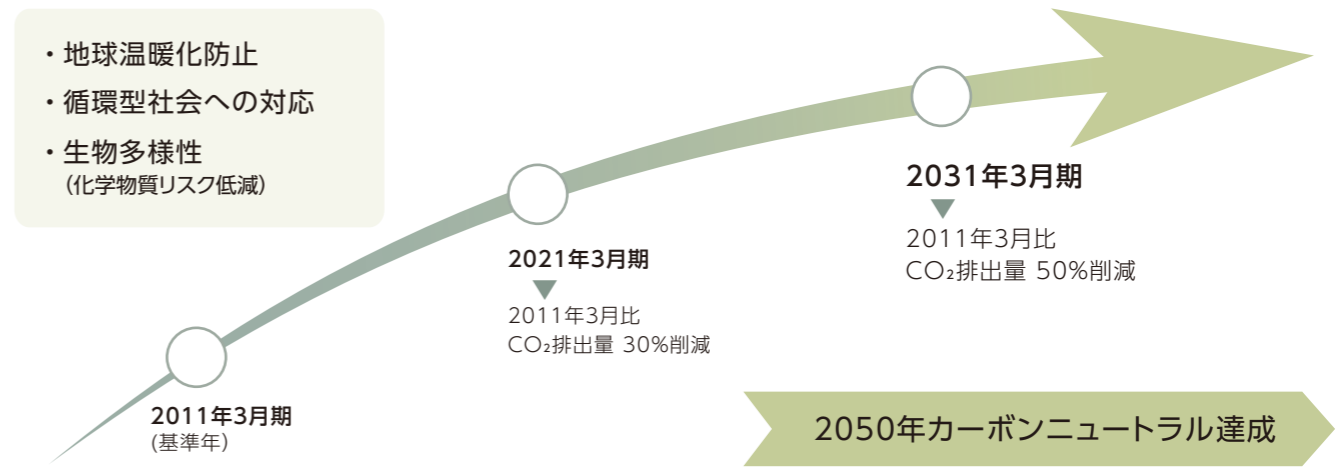 ・地球温暖化防止
・循環型社会への対応
・生物多様性
(化学物質リスク低減)
2011年3月期
(基準年)
2021年3月期
2011年3月比
CO₂排出量 30%削減
2031年3月期
2011年3月比
CO₂排出量 50%削減
2050年カーボンニュートラル達成